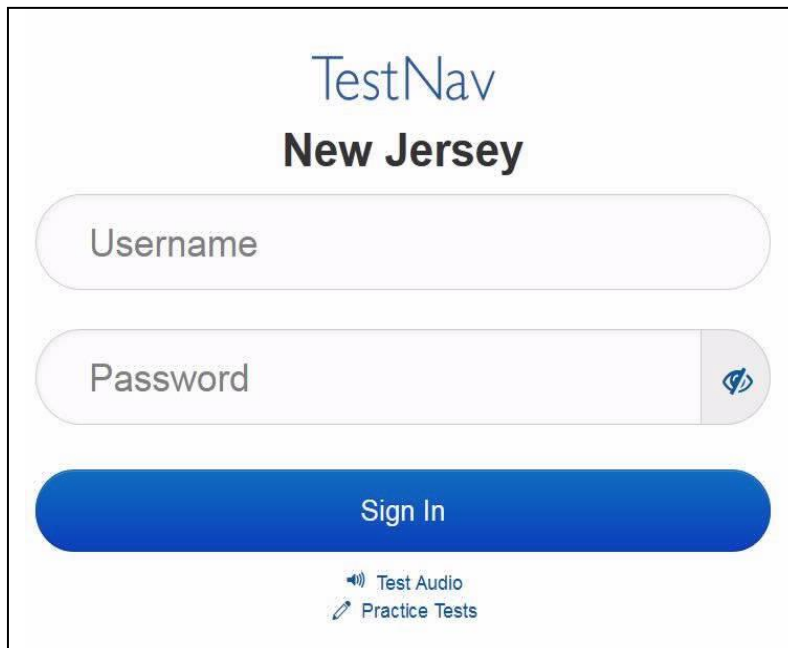 TestNav
New Jersey
Username
Password
Sign In
Test Audio
Practice Tests